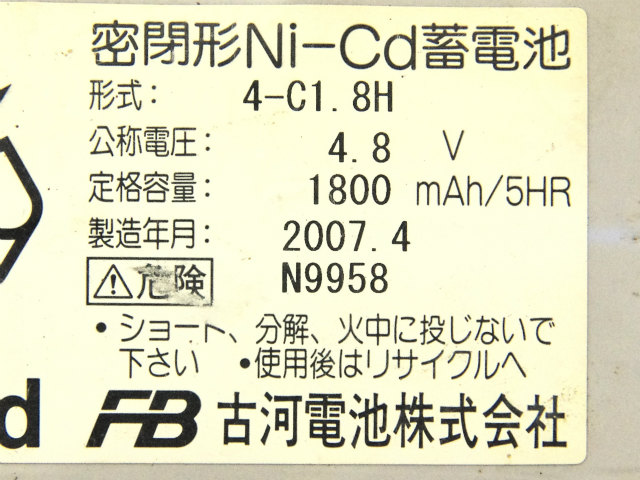 密閉形Ni-Cd蓄電池
形式： 4-C1.8H
公称電圧： 4.8 V
定格容量： 1800 mAh/5HR
製造年月： 2007.4
危険 N9958
・ショート、分解、火中に投じないで
下さい ・使用後はリサイクルへ
d FB 古河電池株式会社